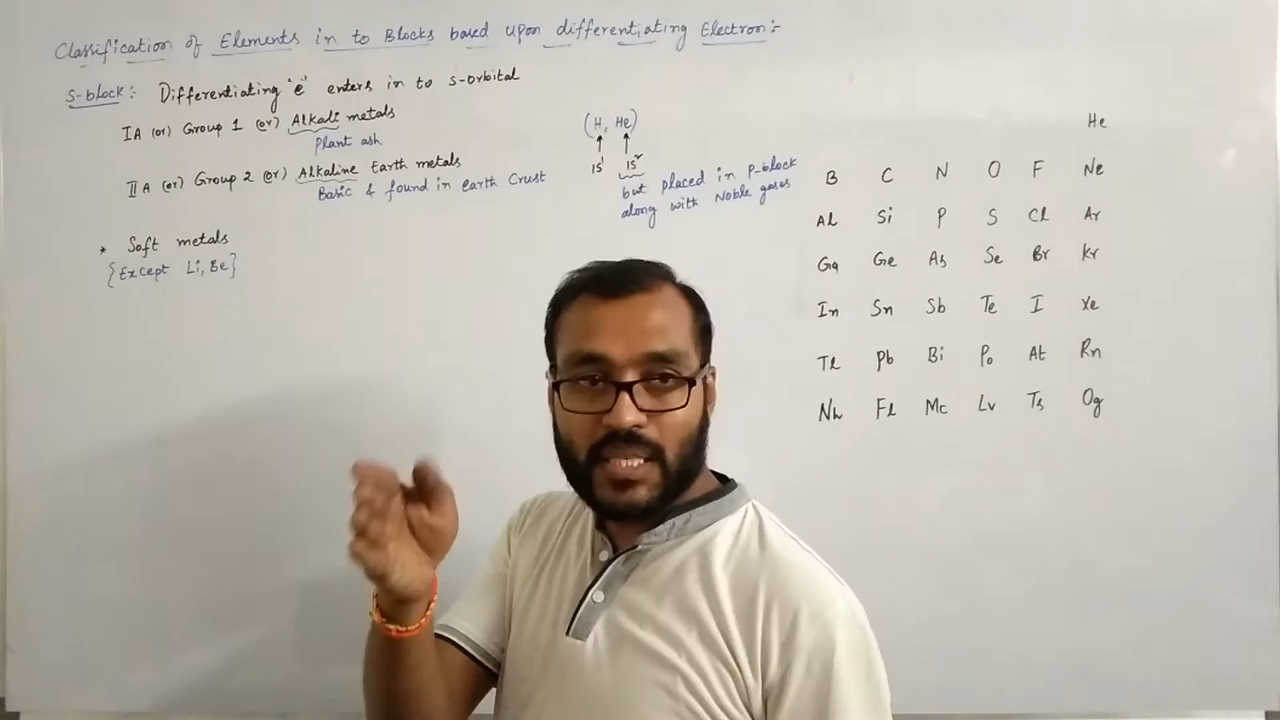 Classification of Elements in to Blocks based upon differentiating Electron:-
S-block:- Differentiating 'e⁻' enters in to s-orbital
IA (or) Group 1 (or) Alkali metals
Plant ash
IIA (or) Group 2 (or) Alkaline Earth metals
Basic & found in earth Crust
* Soft metals
{Except Li, Be}
(H, He)
1s¹ 1s²
but placed in P-block
along with Noble gases
He
B C N O F Ne
Al Si P S Cl Ar
Ga Ge As Se Br Kr
In Sn Sb Te I Xe
Tl Pb Bi Po At Rn
Nh Fl Mc Lv Ts Og